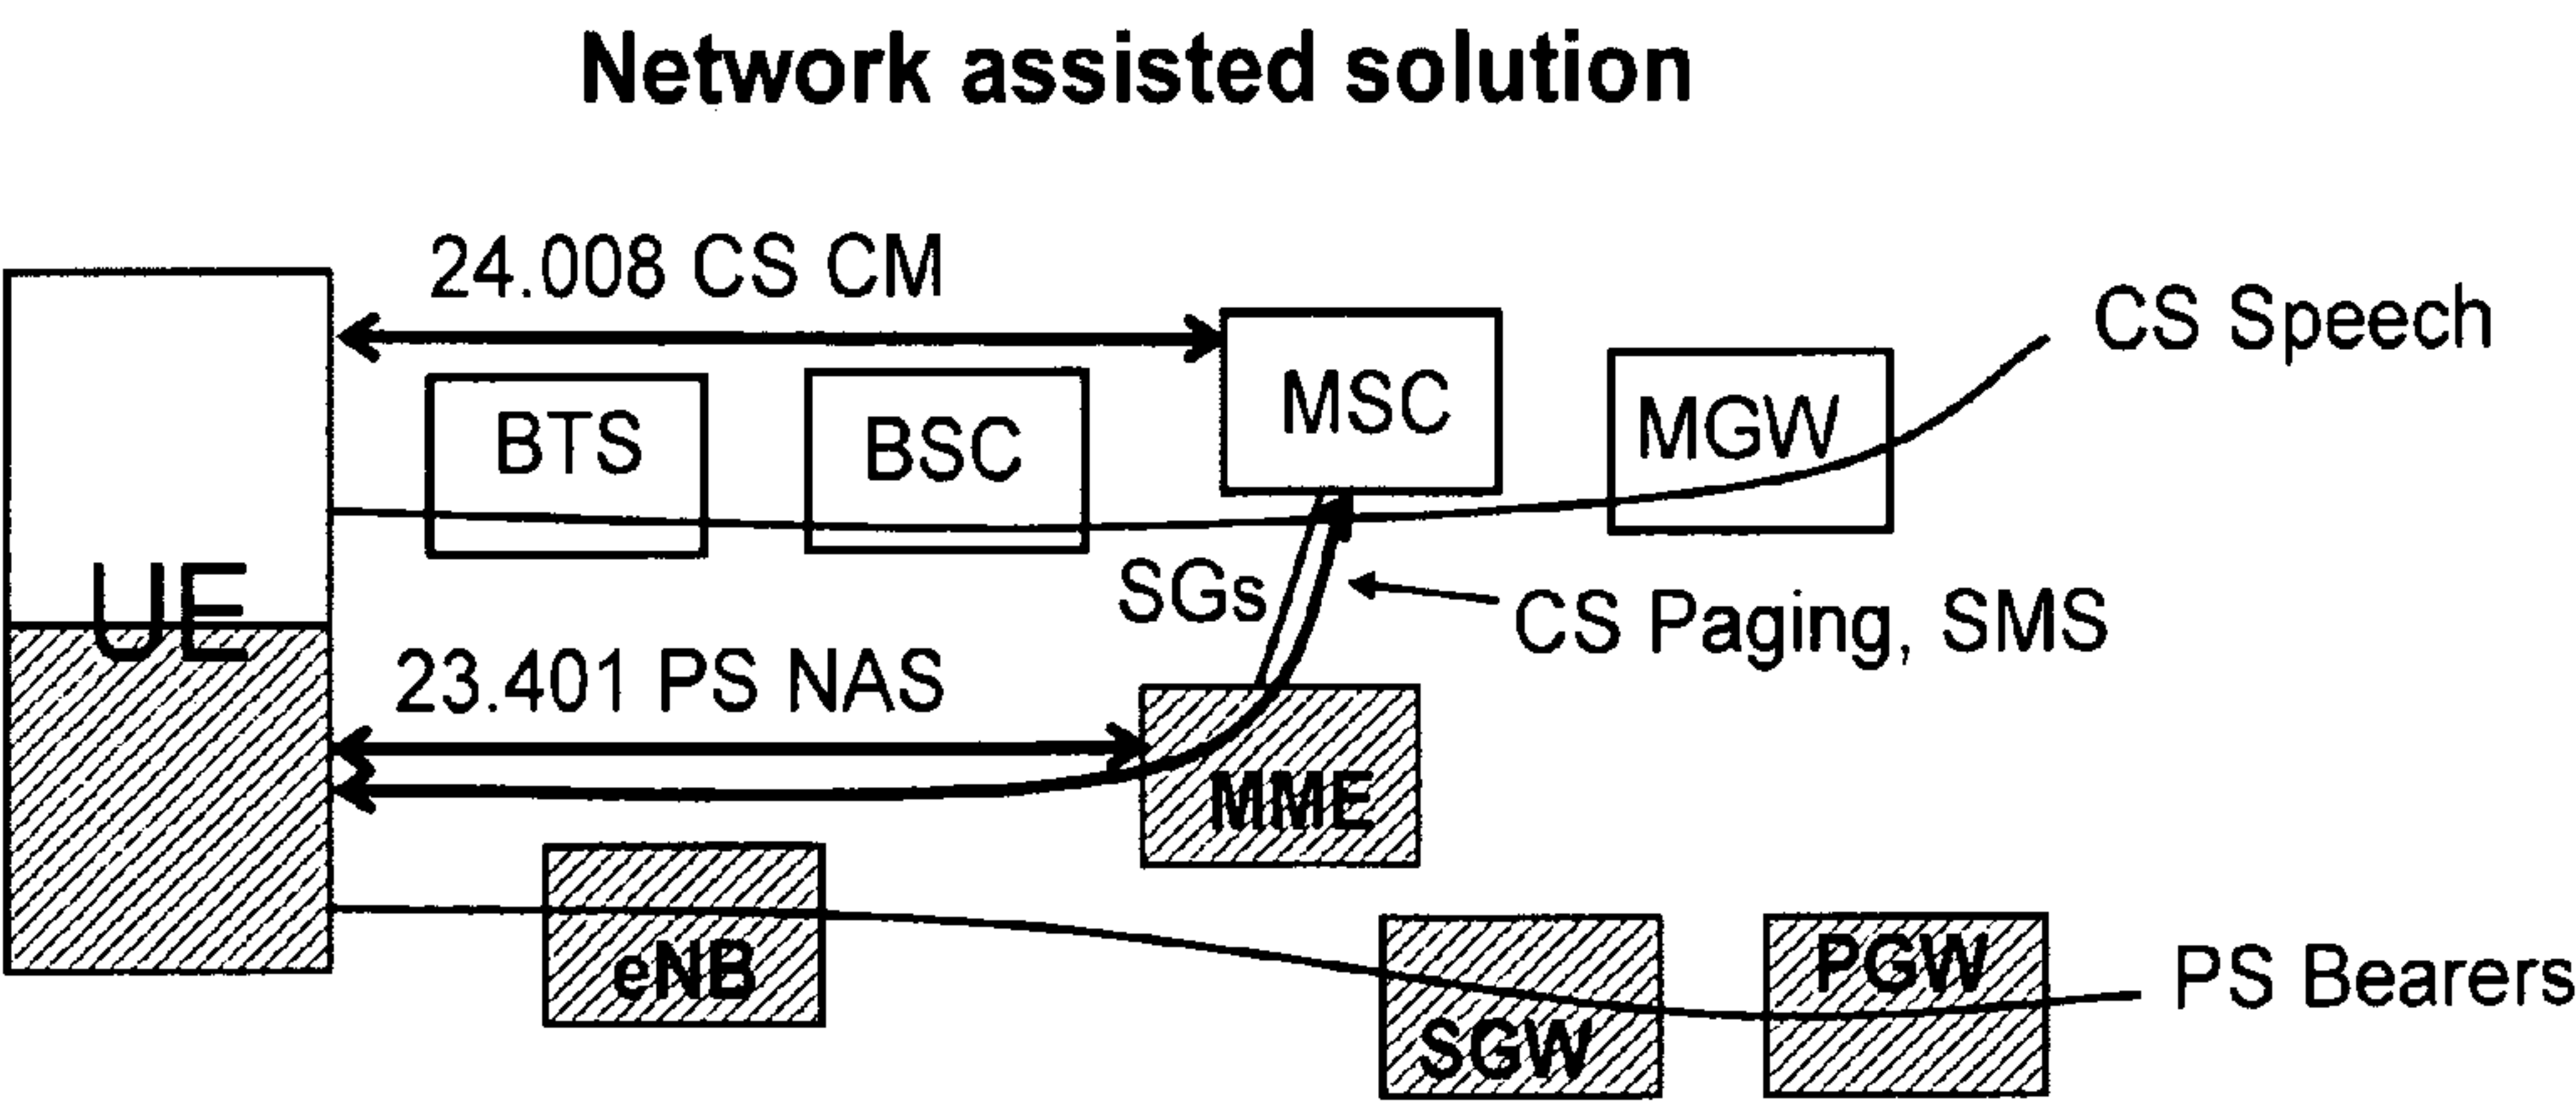 Network assisted solution
24.008 CS CM
CS Speech
MSC
MGW
BTS
BSC
UE
SGs
CS Paging, SMS
23.401 PS NAS
MME
eNB
PGW
PS Bearers
SGW